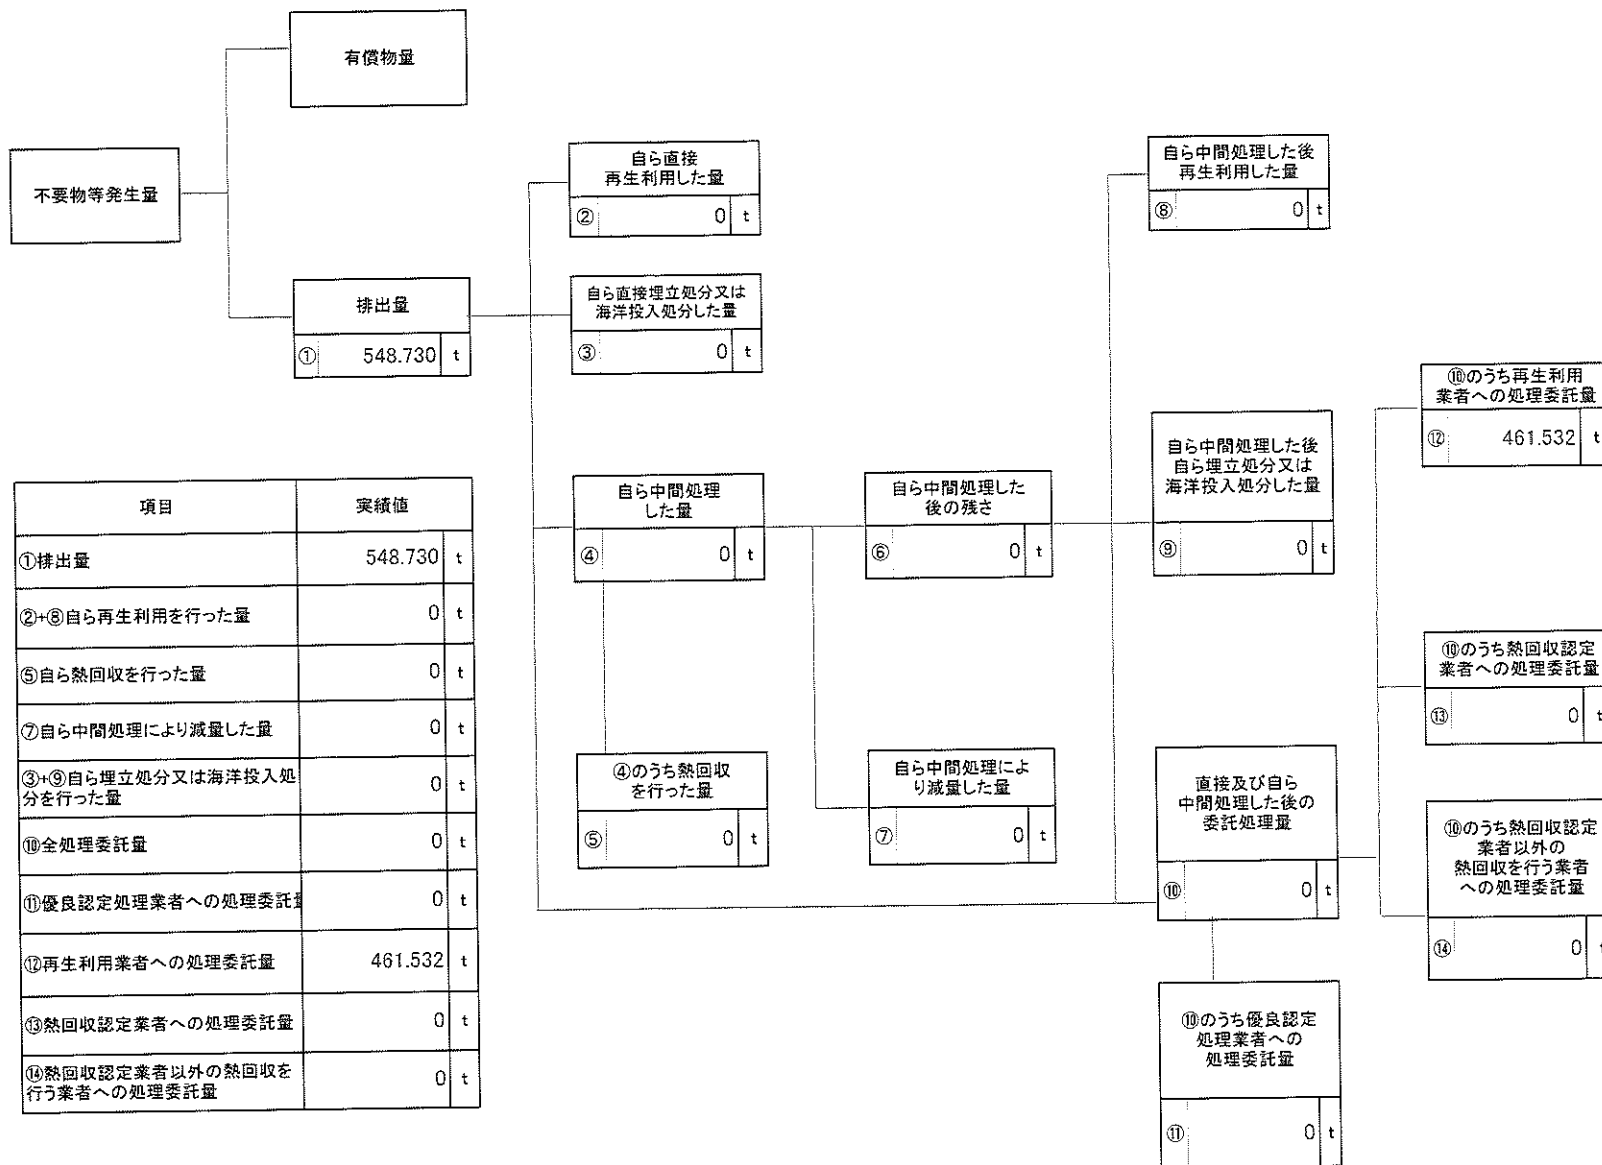 有償物量
不要物等発生量
排出量
① 548.730 t
自ら直接
再生利用した量
② 0 t
自ら直接埋立処分又は
海洋投入処分した量
③ 0 t
自ら中間処理
した量
④ 0 t
④のうち熱回収
を行った量
⑤ 0 t
自ら中間処理した
後の残さ
⑥ 0 t
自ら中間処理によ
り減量した量
⑦ 0 t
自ら中間処理した後
再生利用した量
⑧ 0 t
自ら中間処理した後
自ら埋立処分又は
海洋投入処分した量
⑨ 0 t
直接及び自ら
中間処理した後の
委託処理量
⑩ 0 t
⑩のうち優良認定
処理業者への
処理委託量
⑪ 0 t
⑩のうち再生利用
業者への処理委託量
⑫ 461.532 t
⑩のうち熱回収認定
業者への処理委託量
⑬ 0 t
⑩のうち熱回収認定
業者以外の
熱回収を行う業者
への処理委託量
⑭ 0 t
項目 実績値
①排出量 548.730 t
②+⑧自ら再生利用を行った量 0 t
⑤自ら熱回収を行った量 0 t
⑦自ら中間処理により減量した量 0 t
③+⑨自ら埋立処分又は海洋投入処
分を行った量 0 t
⑩全処理委託量 0 t
⑪優良認定処理業者への処理委託量 0 t
⑫再生利用業者への処理委託量 461.532 t
⑬熱回収認定業者への処理委託量 0 t
⑭熱回収認定業者以外の熱回収を
行う業者への処理委託量 0 t